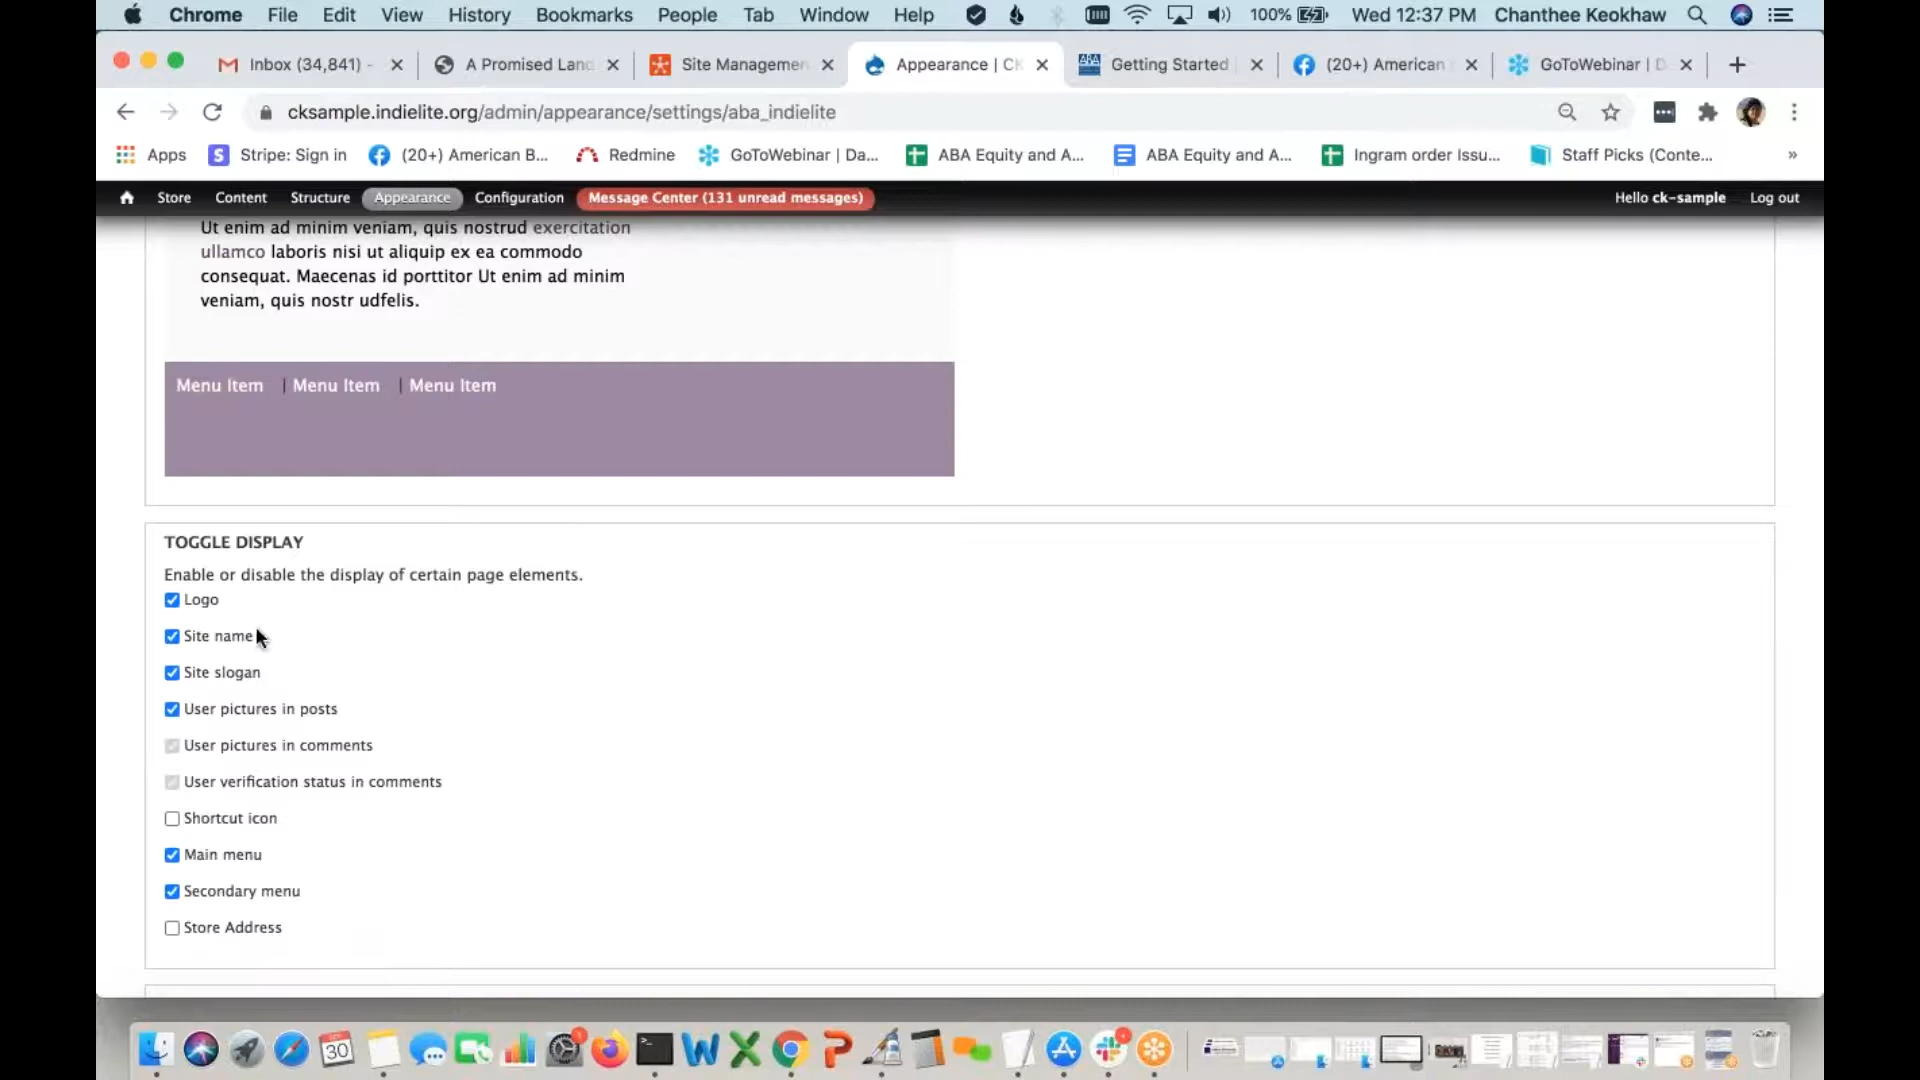 Chrome File Edit View History Bookmarks People Tab Window Help 100% Wed 12:37 PM Chanthee Keokhaw
Inbox (34,841) - A Promised Land Site Managemen Appearance | CK Getting Started (20+) American GoToWebinar | D
cksample.indielite.org/admin/appearance/settings/aba_indielite
Apps Stripe: Sign in (20+) American B... Redmine GoToWebinar | Da... ABA Equity and A... ABA Equity and A... Ingram order Issu... Staff Picks (Conte... »
Store Content Structure Appearance Configuration Message Center (131 unread messages) Hello ck-sample Log out
Ut enim ad minim veniam, quis nostrud exercitation
ullamco laboris nisi ut aliquip ex ea commodo
consequat. Maecenas id porttitor Ut enim ad minim
veniam, quis nostr udfelis.
Menu Item | Menu Item | Menu Item
TOGGLE DISPLAY
Enable or disable the display of certain page elements.
Logo
Site name
Site slogan
User pictures in posts
User pictures in comments
User verification status in comments
Shortcut icon
Main menu
Secondary menu
Store Address
30